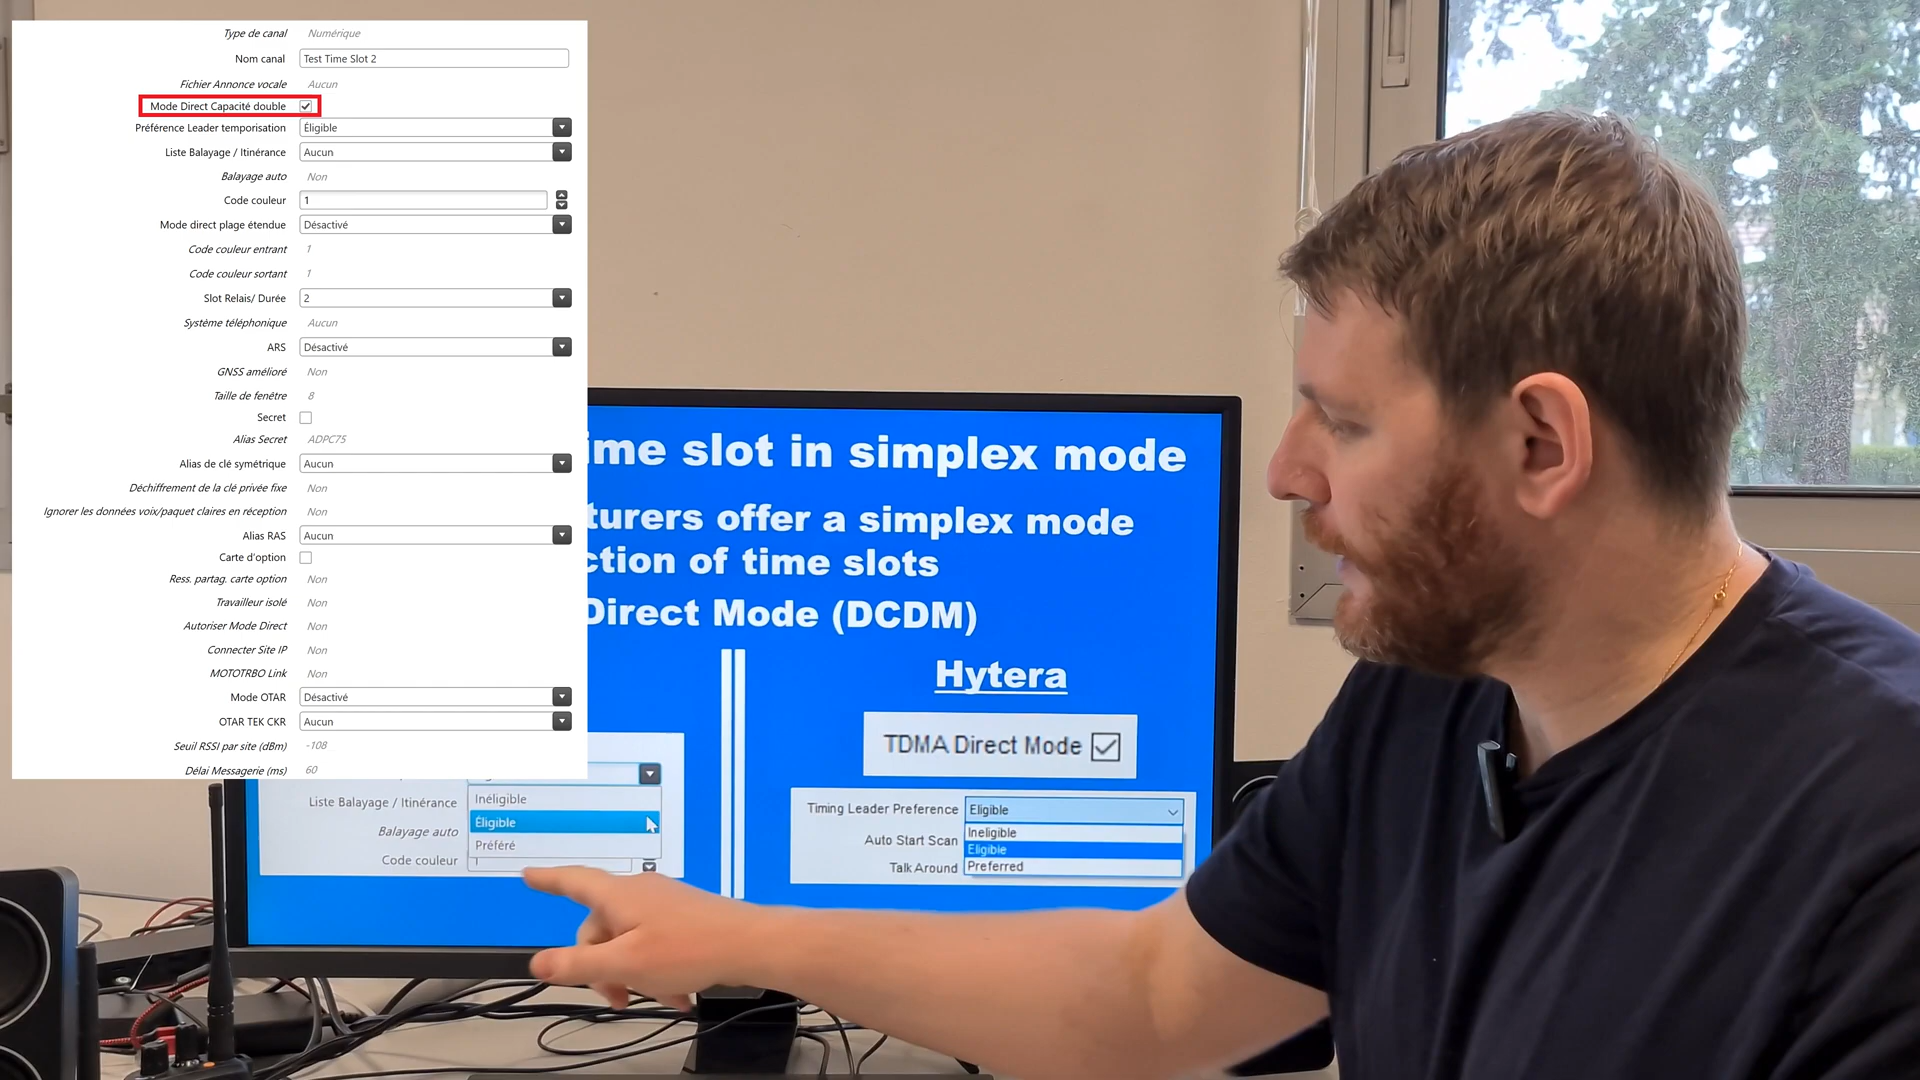 Type de canal Numérique
Nom canal Test Time Slot 2
Fichier Annonce vocale Aucun
Mode Direct Capacité double
Préférence Leader temporisation Éligible
Liste Balayage / Itinérance Aucun
Balayage auto Non
Code couleur 1
Mode direct plage étendue Désactivé
Code couleur entrant 1
Code couleur sortant 1
Slot Relais/ Durée 2
Système téléphonique Aucun
ARS Désactivé
GNSS amélioré Non
Taille de fenêtre 8
Secret
Alias Secret ADPC75
Alias de clé symétrique Aucun
Déchiffrement de la clé privée fixe Non
Ignorer les données voix/paquet claires en réception Non
Alias RAS Aucun
Carte d'option
Ress. partag. carte option Non
Travailleur isolé Non
Autoriser Mode Direct Non
Connecter Site IP Non
MOTOTRBO Link Non
Mode OTAR Désactivé
OTAR TEK CKR Aucun
Seuil RSSI par site (dBm) -108
Délai Messagerie (ms) 60
ime slot in simplex mode
turers offer a simplex mode
ction of time slots
Direct Mode (DCDM)
Liste Balayage / Itinérance
Balayage auto
Code couleur
Inéligible
Éligible
Préféré
Hytera
TDMA Direct Mode
Timing Leader Preference Eligible
Auto Start Scan Ineligible
Eligible
Talk Around Preferred